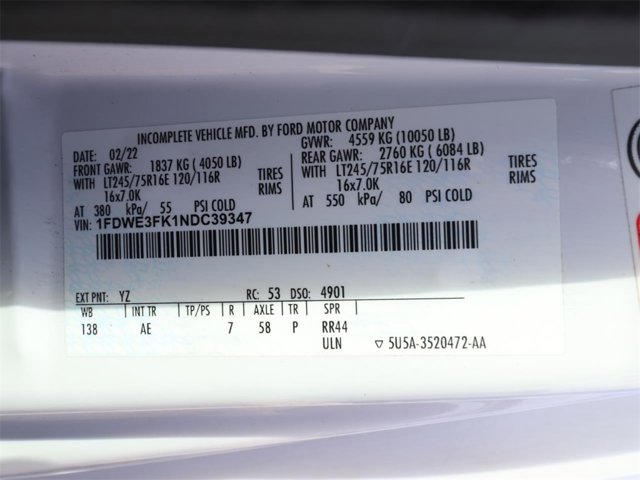 INCOMPLETE VEHICLE MFD. BY FORD MOTOR COMPANY
DATE: 02/22 GVWR: 4559 KG (10050 LB)
FRONT GAWR: 1837 KG ( 4050 LB) REAR GAWR: 2760 KG ( 6084 LB)
WITH LT245/75R16E 120/116R TIRES WITH LT245/75R16E 120/116R TIRES
16x7.0K RIMS 16x7.0K RIMS
AT 380 kPa/ 55 PSI COLD AT 550 kPa/ 80 PSI COLD
VIN: 1FDWE3FK1NDC39347
EXT PNT: YZ RC: 53 DSO: 4901
WB INT TR TP/PS R AXLE TR SPR
138 AE 7 58 P RR44
ULN ▽ 5U5A-3520472-AA